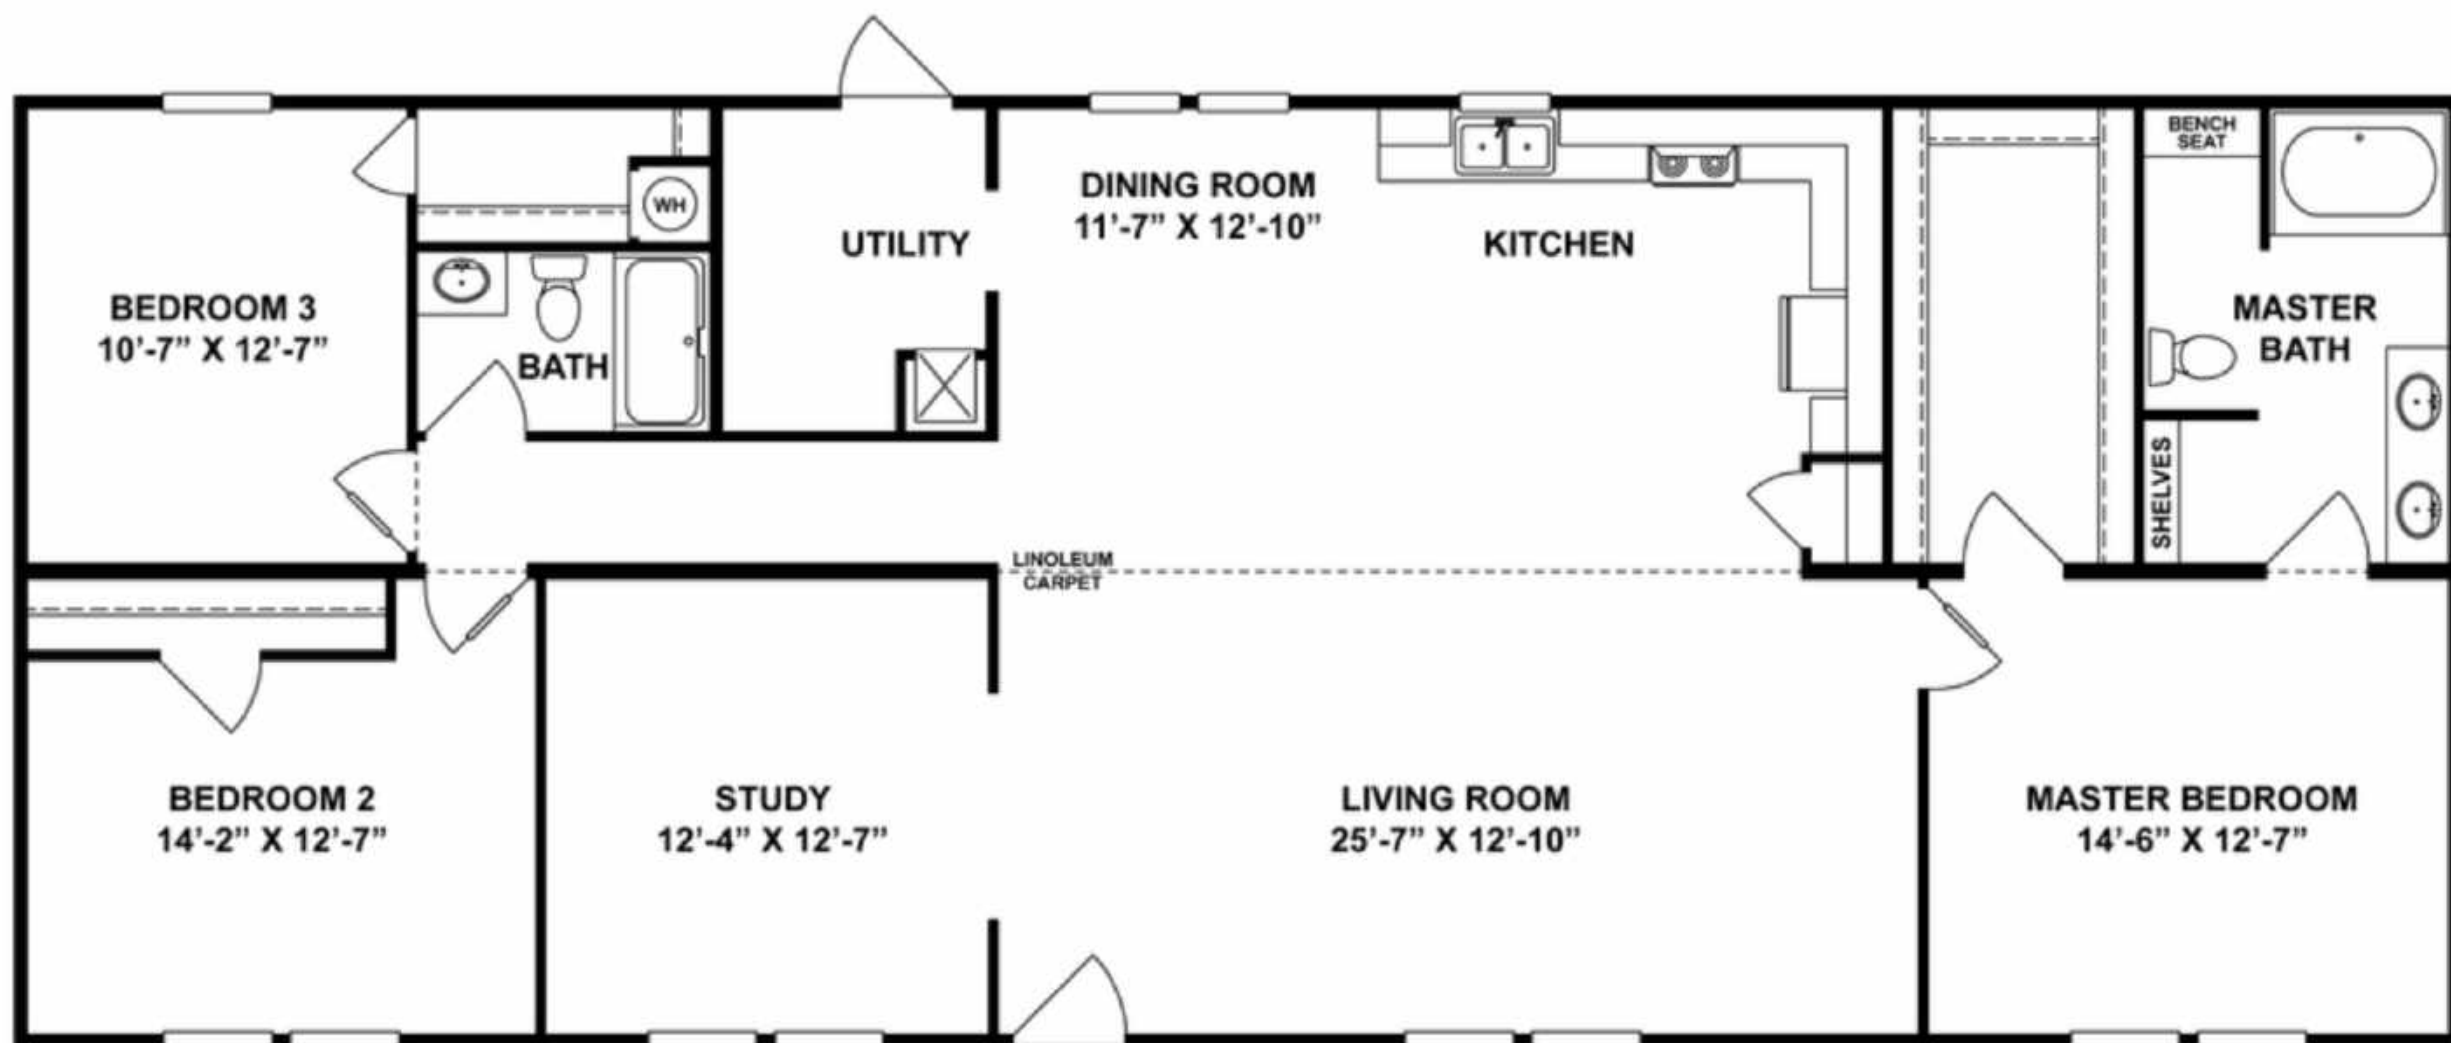 BENCH
SEAT
DINING ROOM
11’-7” X 12’-10”
WH
UTILITY
KITCHEN
BEDROOM 3
10’-7” X 12’-7”
BATH
MASTER
BATH
SHELVES
LINOLEUM
CARPET
BEDROOM 2
14’-2” X 12’-7”
STUDY
12’-4” X 12’-7”
LIVING ROOM
25’-7” X 12’-10”
MASTER BEDROOM
14’-6” X 12’-7”